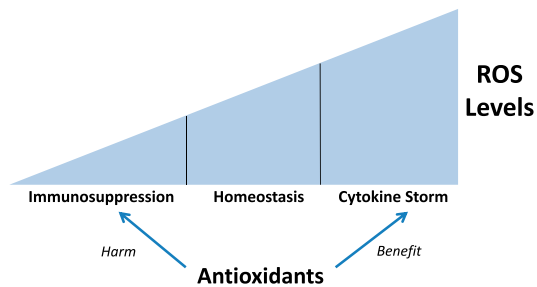 ROS
Levels
Immunosuppression Homeostasis Cytokine Storm
Harm Benefit
Antioxidants